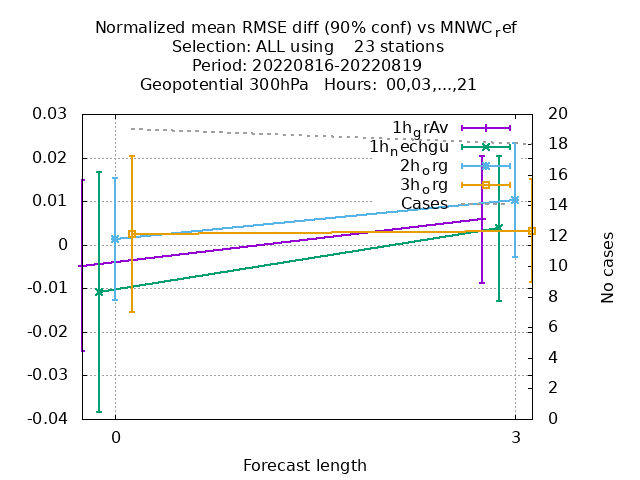 Normalized mean RMSE diff (90% conf) vs MNWC_ref
Selection: ALL using    23 stations
Period: 20220816-20220819
Geopotential 300hPa   Hours: 00,03,...,21
0.03
0.02
0.01
0
-0.01
-0.02
-0.03
-0.04
20
18
16
14
12
10
8
6
4
2
0
1h_grAv
1h_nechgu
2h_org
3h_org
Cases
No cases
0
3
Forecast length